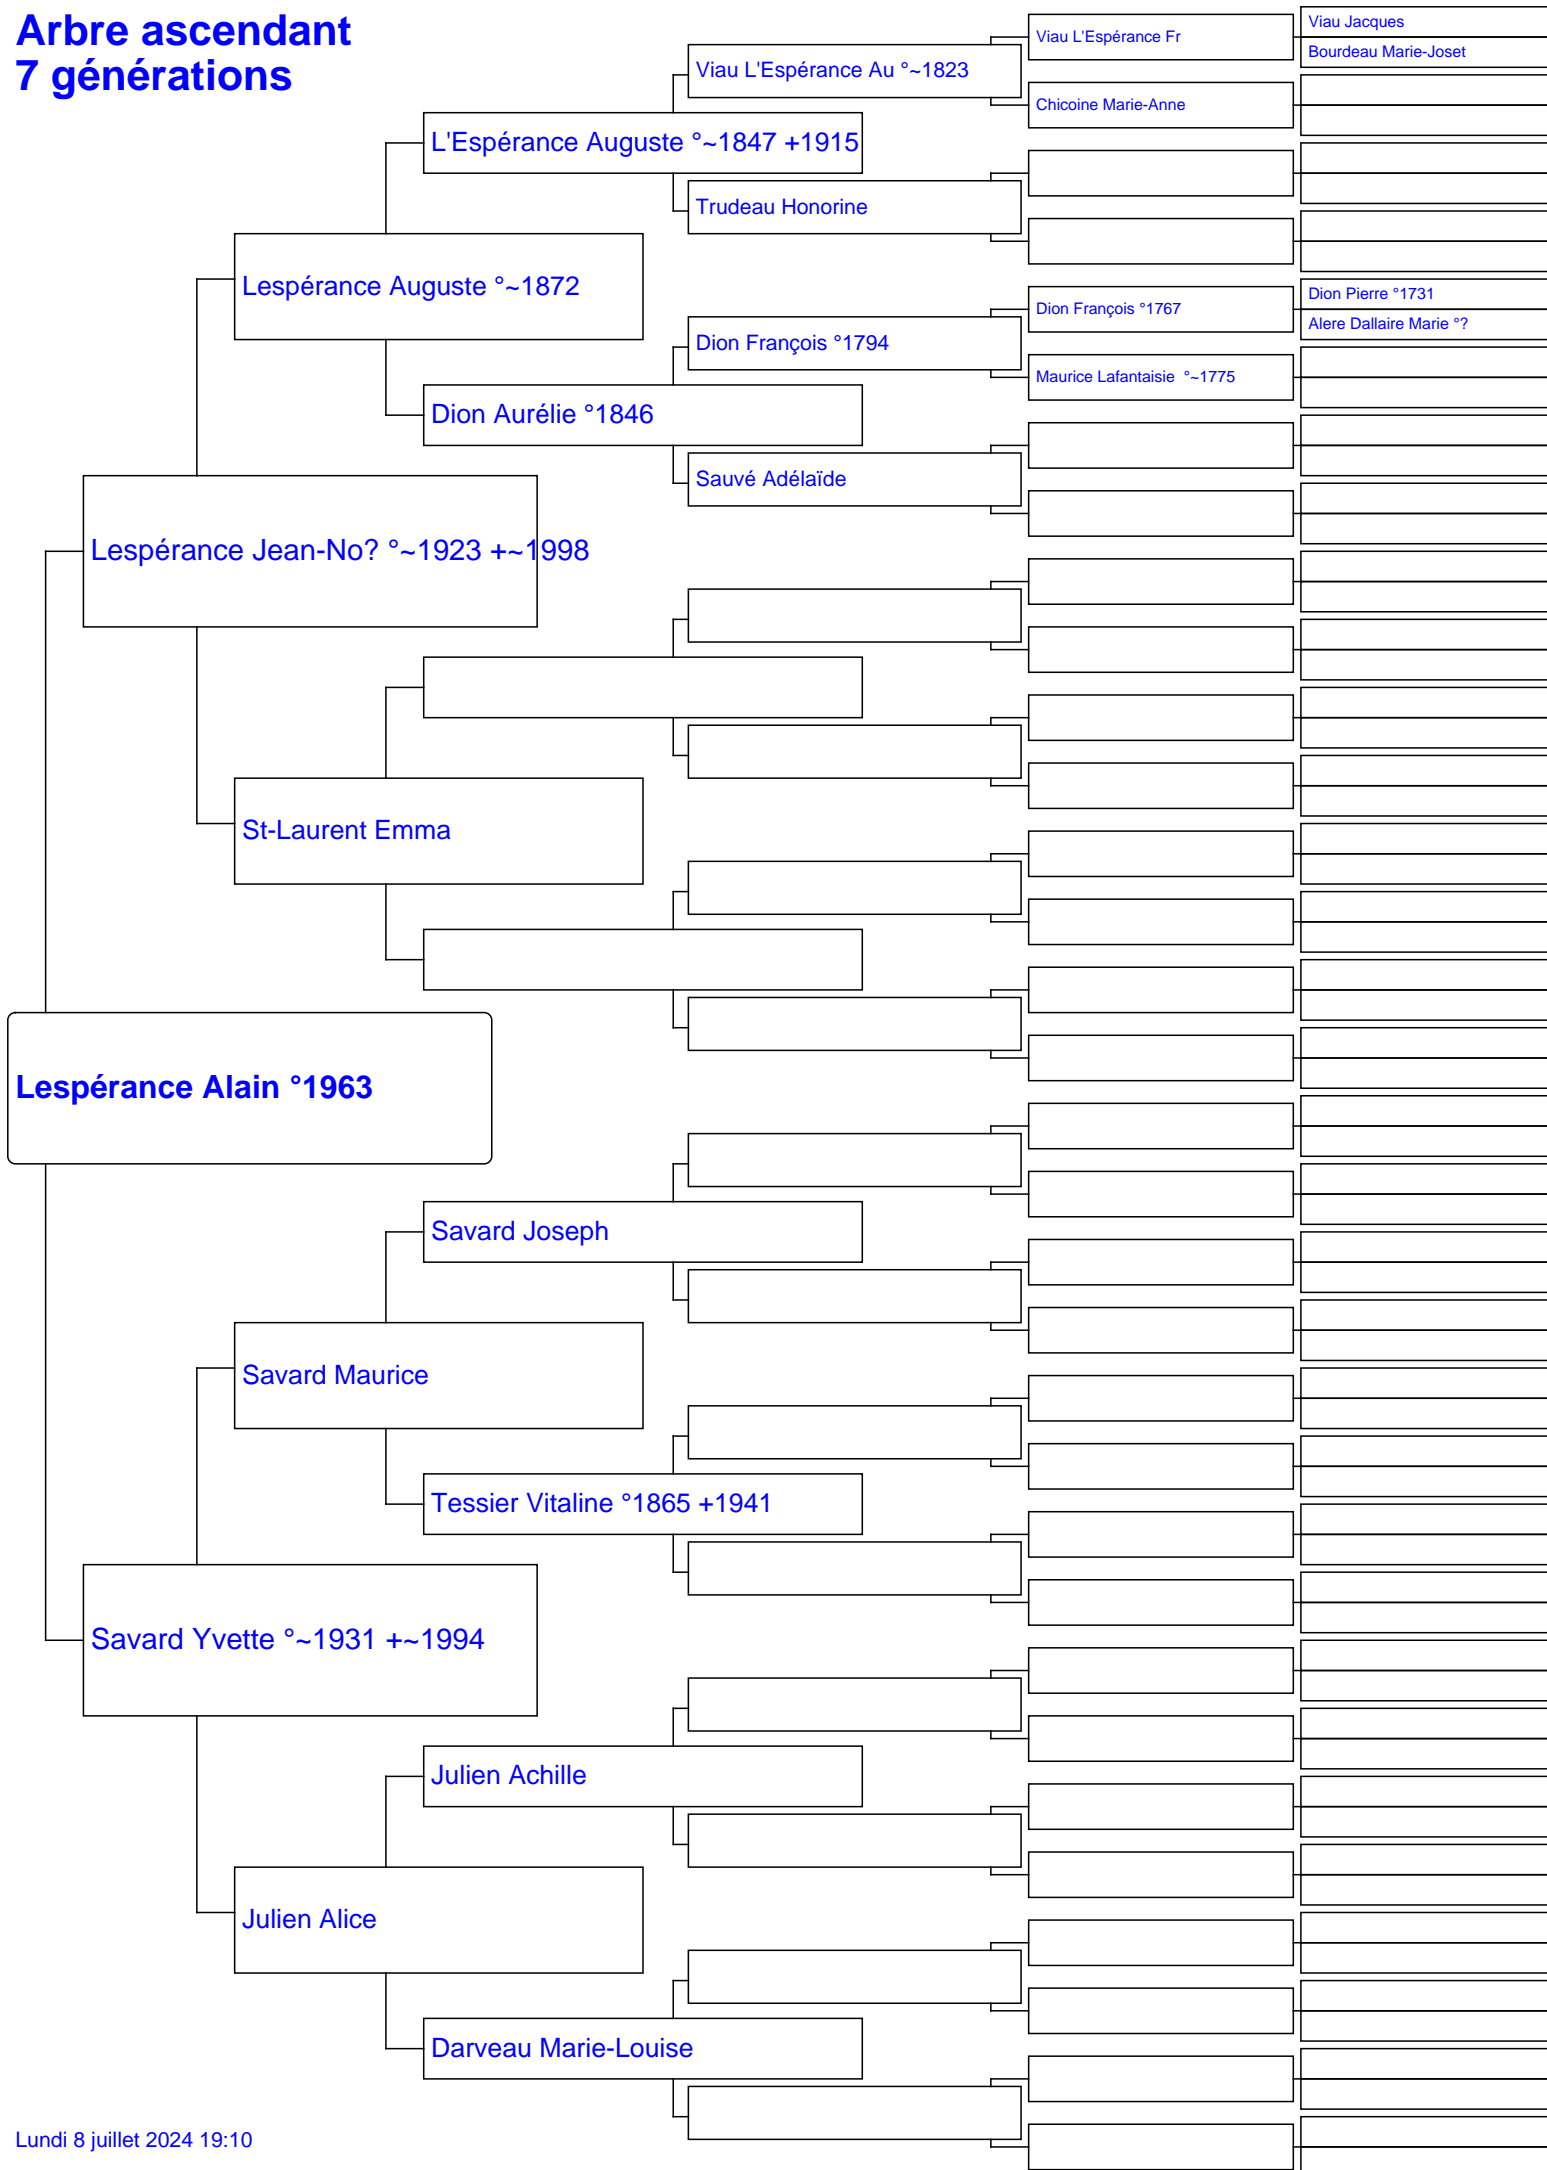 Arbre ascendant
7 générations
Viau Jacques
Viau L'Espérance Fr
Bourdeau Marie-Joset
Viau L'Espérance Au °~1823
Chicoine Marie-Anne
L'Espérance Auguste °~1847 +1915
Trudeau Honorine
Lespérance Auguste °~1872
Dion Pierre °1731
Dion François °1767
Alere Dallaire Marie °?
Dion François °1794
Maurice Lafantaisie °~1775
Dion Aurélie °1846
Sauvé Adélaïde
Lespérance Jean-No? °~1923 +~1998
St-Laurent Emma
Lespérance Alain °1963
Savard Joseph
Savard Maurice
Tessier Vitaline °1865 +1941
Savard Yvette °~1931 +~1994
Julien Achille
Julien Alice
Darveau Marie-Louise
Lundi 8 juillet 2024 19:10